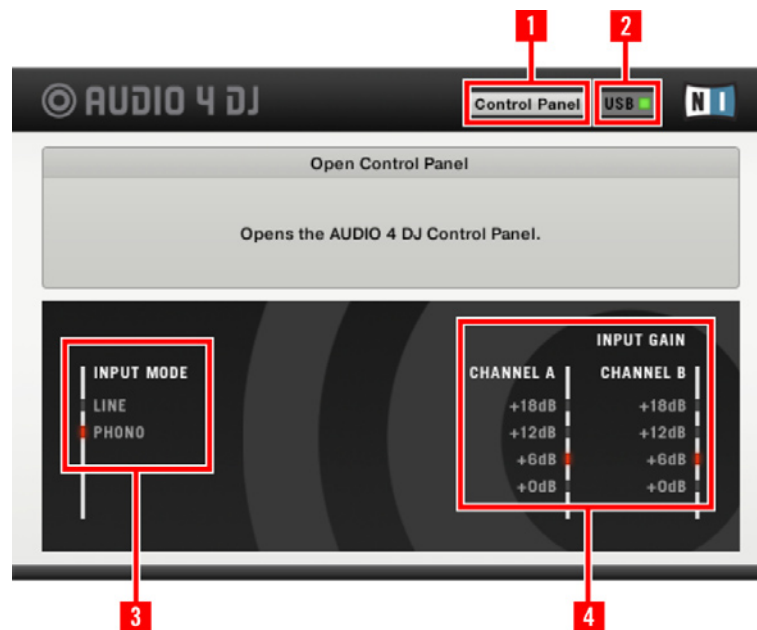 1 2
AUDIO 4 DJ
Control Panel USB NI
Open Control Panel
Opens the AUDIO 4 DJ Control Panel.
INPUT GAIN
INPUT MODE CHANNEL A CHANNEL B
LINE +18dB +18dB
PHONO +12dB +12dB
+6dB +6dB
+0dB +0dB
3 4